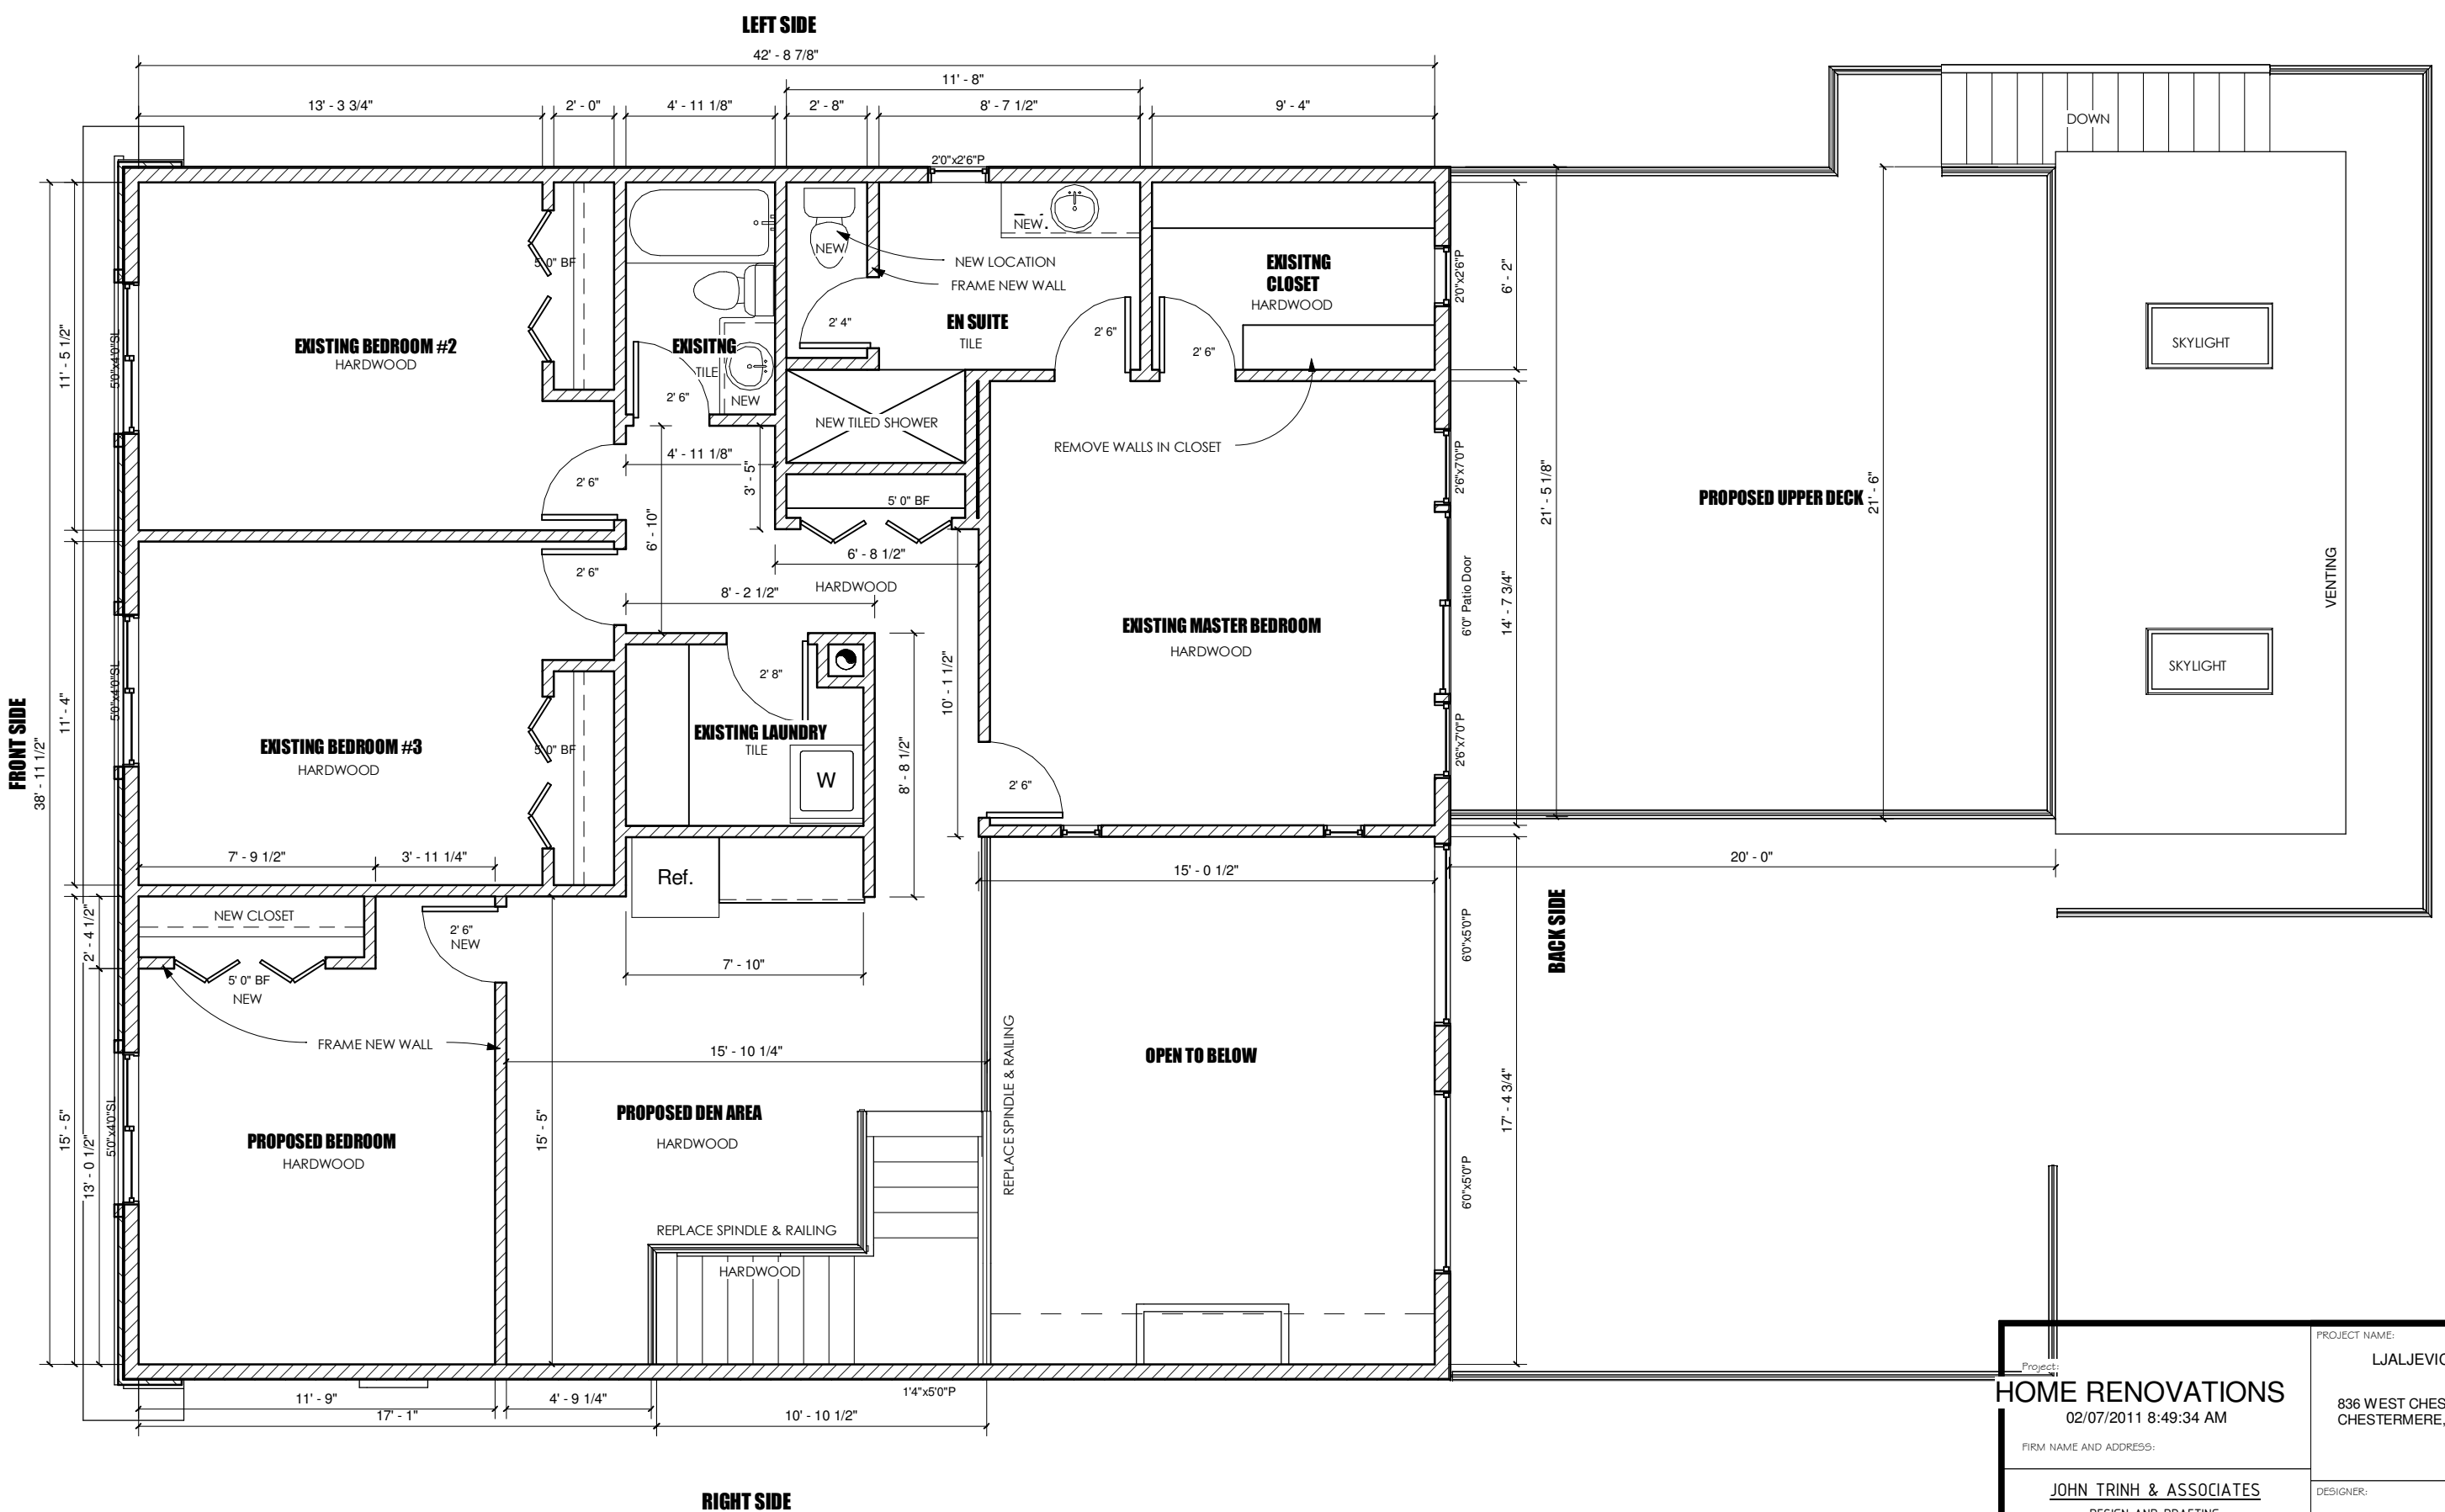 LEFT SIDE
42' - 8 7/8"
11' - 8"
13' - 3 3/4"
2' - 0"
4' - 11 1/8"
2' - 8"
8' - 7 1/2"
9' - 4"
DOWN
2'0"x2'6"P
NEW
NEW.
NEW LOCATION
FRAME NEW WALL
5' 0" BF
EXISITNG
CLOSET
HARDWOOD
2'0"x2'6"P
6' - 2"
2' 4"
EN SUITE
TILE
2' 6"
2' 6"
EXISTING BEDROOM #2
HARDWOOD
11' - 5 1/2"
5'0"x4'0"SL
EXISITNG
TILE
2' 6"
NEW
SKYLIGHT
NEW TILED SHOWER
REMOVE WALLS IN CLOSET
4' - 11 1/8"
3' - 5"
2'6"x7'0"P
21' - 5 1/8"
PROPOSED UPPER DECK
21' - 6"
2' 6"
5' 0" BF
6' - 10"
6' - 8 1/2"
2' 6"
HARDWOOD
8' - 2 1/2"
6'0" Patio Door
14' - 7 3/4"
VENTING
EXISTING MASTER BEDROOM
HARDWOOD
SKYLIGHT
5'0"x4'0"SL
11' - 4"
FRONT SIDE
38' - 11 1/2"
EXISTING BEDROOM #3
HARDWOOD
5' 0" BF
2' 8"
EXISTING LAUNDRY
TILE
W
10' - 1 1/2"
8' - 8 1/2"
2'6"x7'0"P
2' 6"
7' - 9 1/2"
3' - 11 1/4"
Ref.
15' - 0 1/2"
20' - 0"
BACK SIDE
6'0"x5'0"P
2' - 4 1/2"
NEW CLOSET
2' 6"
NEW
5' 0" BF
NEW
7' - 10"
FRAME NEW WALL
15' - 10 1/4"
REPLACE SPINDLE & RAILING
OPEN TO BELOW
17' - 4 3/4"
15' - 5"
13' - 0 1/2"
5'0"x4'0"SL
PROPOSED BEDROOM
HARDWOOD
15' - 5"
PROPOSED DEN AREA
HARDWOOD
6'0"x5'0"P
REPLACE SPINDLE & RAILING
HARDWOOD
11' - 9"
17' - 1"
4' - 9 1/4"
10' - 10 1/2"
1'4"x5'0"P
RIGHT SIDE
Project:
HOME RENOVATIONS
02/07/2011 8:49:34 AM
FIRM NAME AND ADDRESS:
JOHN TRINH & ASSOCIATES
DESIGN AND DRAFTING
PROJECT NAME:
LJALJEVIC
836 WEST CHES
CHESTERMERE,
DESIGNER: